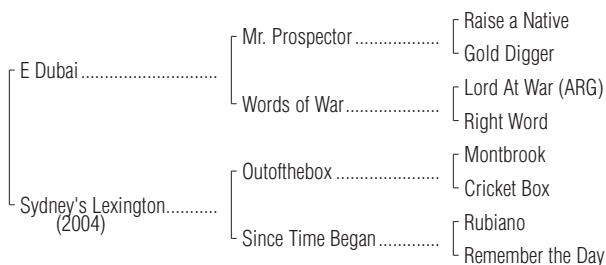 Raise a Native
Mr. Prospector ..................
Gold Digger
E Dubai .............................
Lord At War (ARG)
Words of War....................
Right Word
Montbrook
Outofthebox ......................
Cricket Box
Sydney's Lexington...........
(2004)
Rubiano
Since Time Began.............
Remember the Day